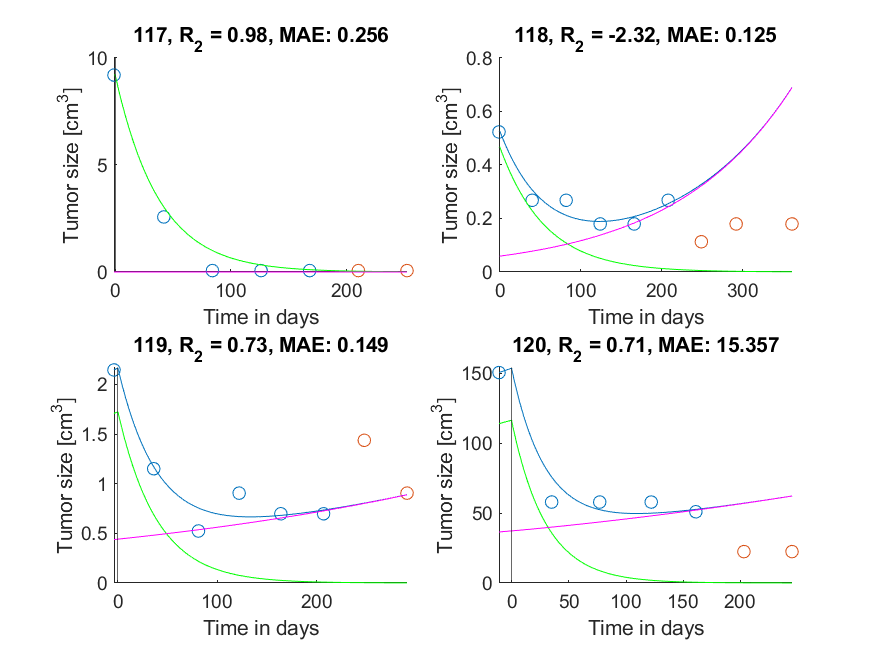 117, R₂ = 0.98, MAE: 0.256
10
5
0
Tumor size [cm³]
0
100
200
Time in days
118, R₂ = -2.32, MAE: 0.125
0.8
0.6
0.4
0.2
0
Tumor size [cm³]
0
100
200
300
Time in days
119, R₂ = 0.73, MAE: 0.149
2
1.5
1
0.5
0
Tumor size [cm³]
0
100
200
Time in days
120, R₂ = 0.71, MAE: 15.357
150
100
50
0
Tumor size [cm³]
0
50
100
150
200
Time in days